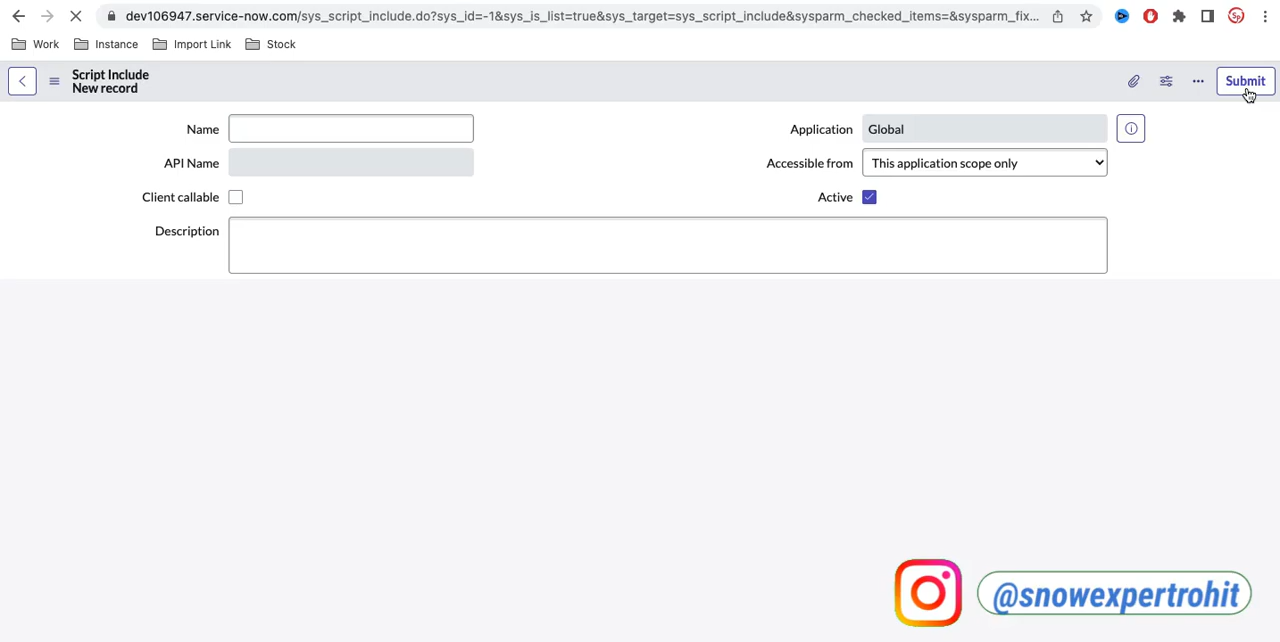 dev106947.service-now.com/sys_script_include.do?sys_id=-1&sys_is_list=true&sys_target=sys_script_include&sysparm_checked_items=&sysparm_fix...
Sp
Work Instance Import Link Stock
Script Include
New record
Submit
Name
Application Global
API Name
Accessible from This application scope only
Client callable
Active
Description
@snowexpertrohit